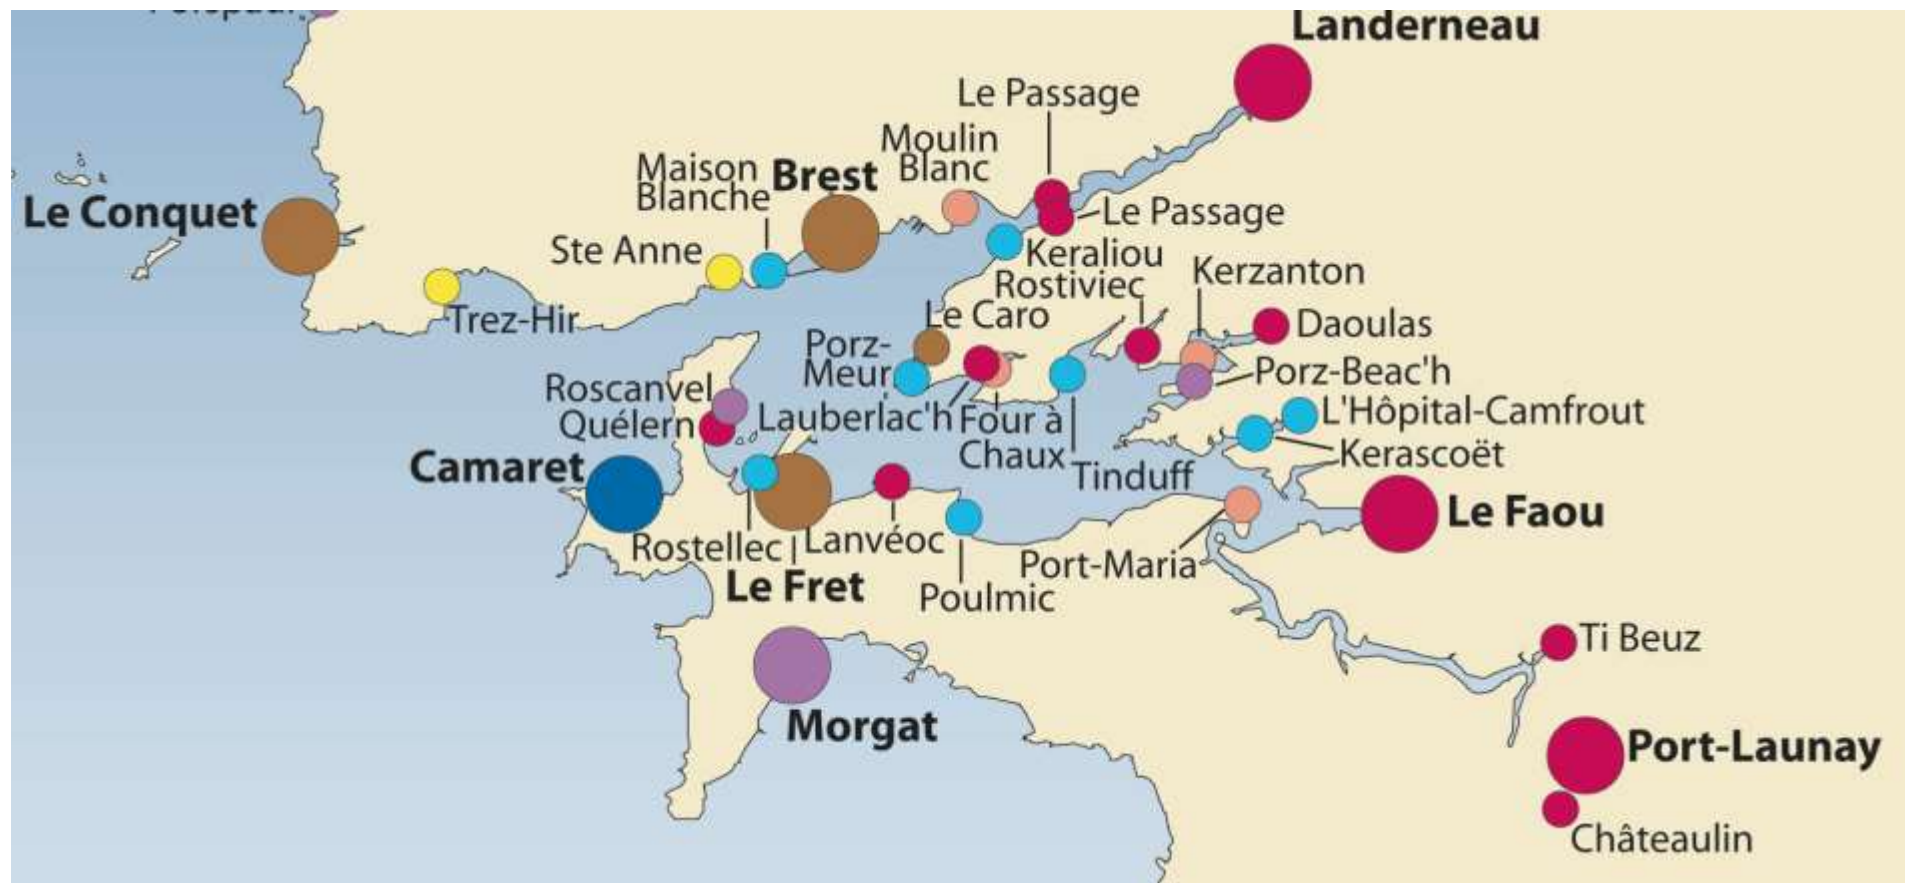 Landerneau
Le Passage
Moulin
Blanc
Maison
Blanche
Brest
Le Conquet
Le Passage
Ste Anne
Keraliou
Kerzanton
Rostiviec
Trez-Hir
Le Caro
Daoulas
Porz-
Meur
Porz-Beac'h
Roscanvel
Quélern
Lauberlac'h
Four à
Chaux
L'Hôpital-Camfrout
Kerascoët
Camaret
Tinduff
Le Faou
Rostellec
Lanvéoc
Port-Maria
Le Fret
Poulmic
Ti Beuz
Morgat
Port-Launay
Châteaulin